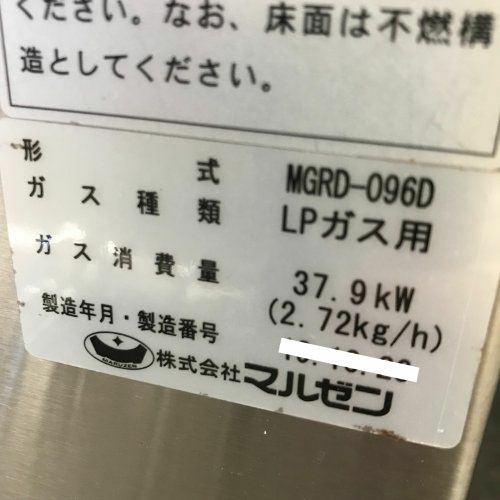 ください。なお、床面は不燃構
造としてください。
形式 MGRD-096D
ガス種類 LPガス用
ガス消費量 37.9kW
(2.72kg/h)
製造年月・製造番号
MARUZEN 株式会社マルゼン